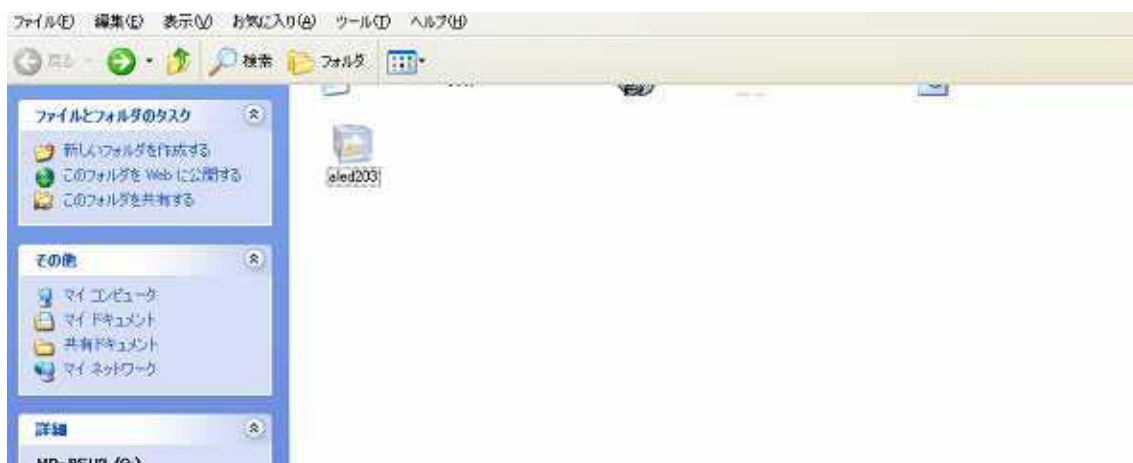 ファイル(F) 編集(E) 表示(V) お気に入り(A) ツール(T) ヘルプ(H)
戻る 検索 フォルダ
ファイルとフォルダのタスク
新しいフォルダを作成する
このフォルダを Web に公開する
このフォルダを共有する
その他
マイ コンピュータ
マイ ドキュメント
共有ドキュメント
マイ ネットワーク
詳細
aled203